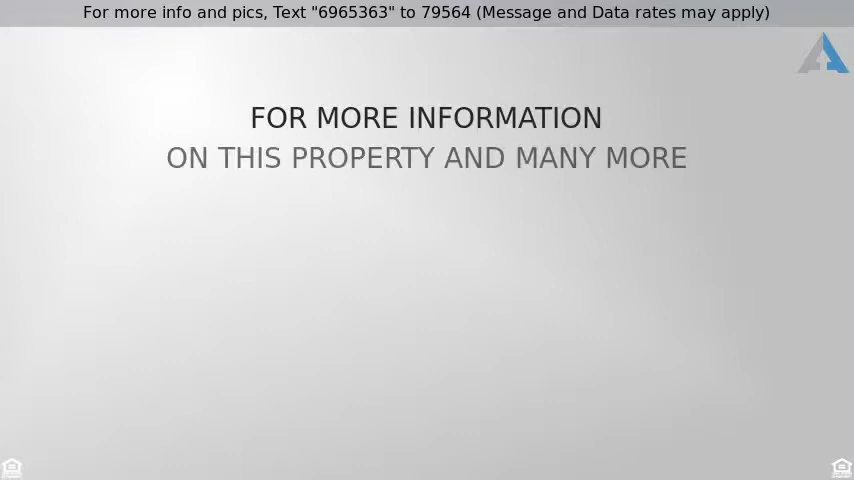 For more info and pics, Text "6965363" to 79564 (Message and Data rates may apply)
FOR MORE INFORMATION
ON THIS PROPERTY AND MANY MORE